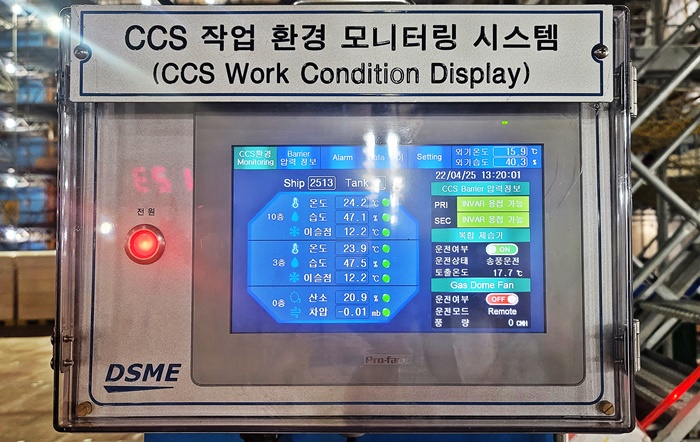 CCS 작업 환경 모니터링 시스템
(CCS Work Condition Display)
CCS환경 Monitoring
Barrier 압력 정보
Alarm
Setting
외기온도 15.9 ℃
외기습도 40.3 %
Ship 2513 Tank
22/04/25 13:20:01
전원
10층
온도 24.2 ℃
습도 47.1 %
이슬점 12.2 ℃
3층
온도 23.9 ℃
습도 47.5 %
이슬점 12.2 ℃
0층
산소 20.9 %
차압 -0.01 mb
CCS Barrier 압력정보
PRI INVAR 용접 가능
SEC INVAR 용접 가능
복합 제습기
운전여부 ON
운전상태 송풍운전
토출온도 17.7 ℃
Gas Dome Fan
운전여부 OFF
운전모드 Remote
풍 량 0 CMH
Pro-face
DSME